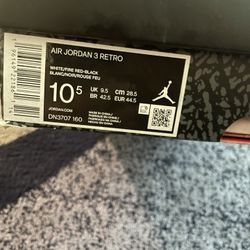 AIR JORDAN 3 RETRO
WHITE/FIRE RED-BLACK
BLANC/NOIR/ROUGE FEU
10.5
UK 9.5
cm 28.5
BR 42.5
EUR 44.5
JORDAN.COM
DN3707 160